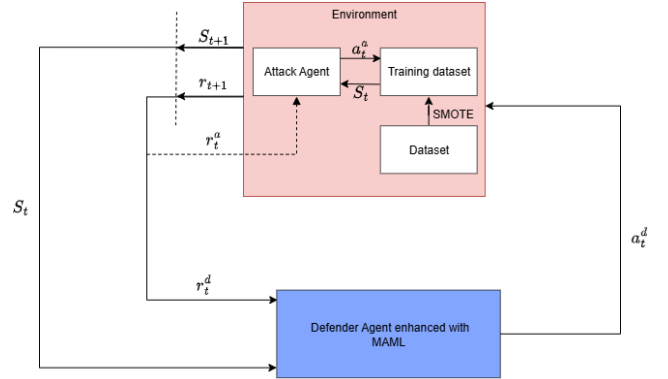 Environment
$S_{t+1}$
$a_t^a$
Attack Agent
Training dataset
$S_t$
$r_{t+1}$
SMOTE
$r_t^a$
Dataset
$S_t$
$a_t^d$
$r_t^d$
Defender Agent enhanced with
MAML